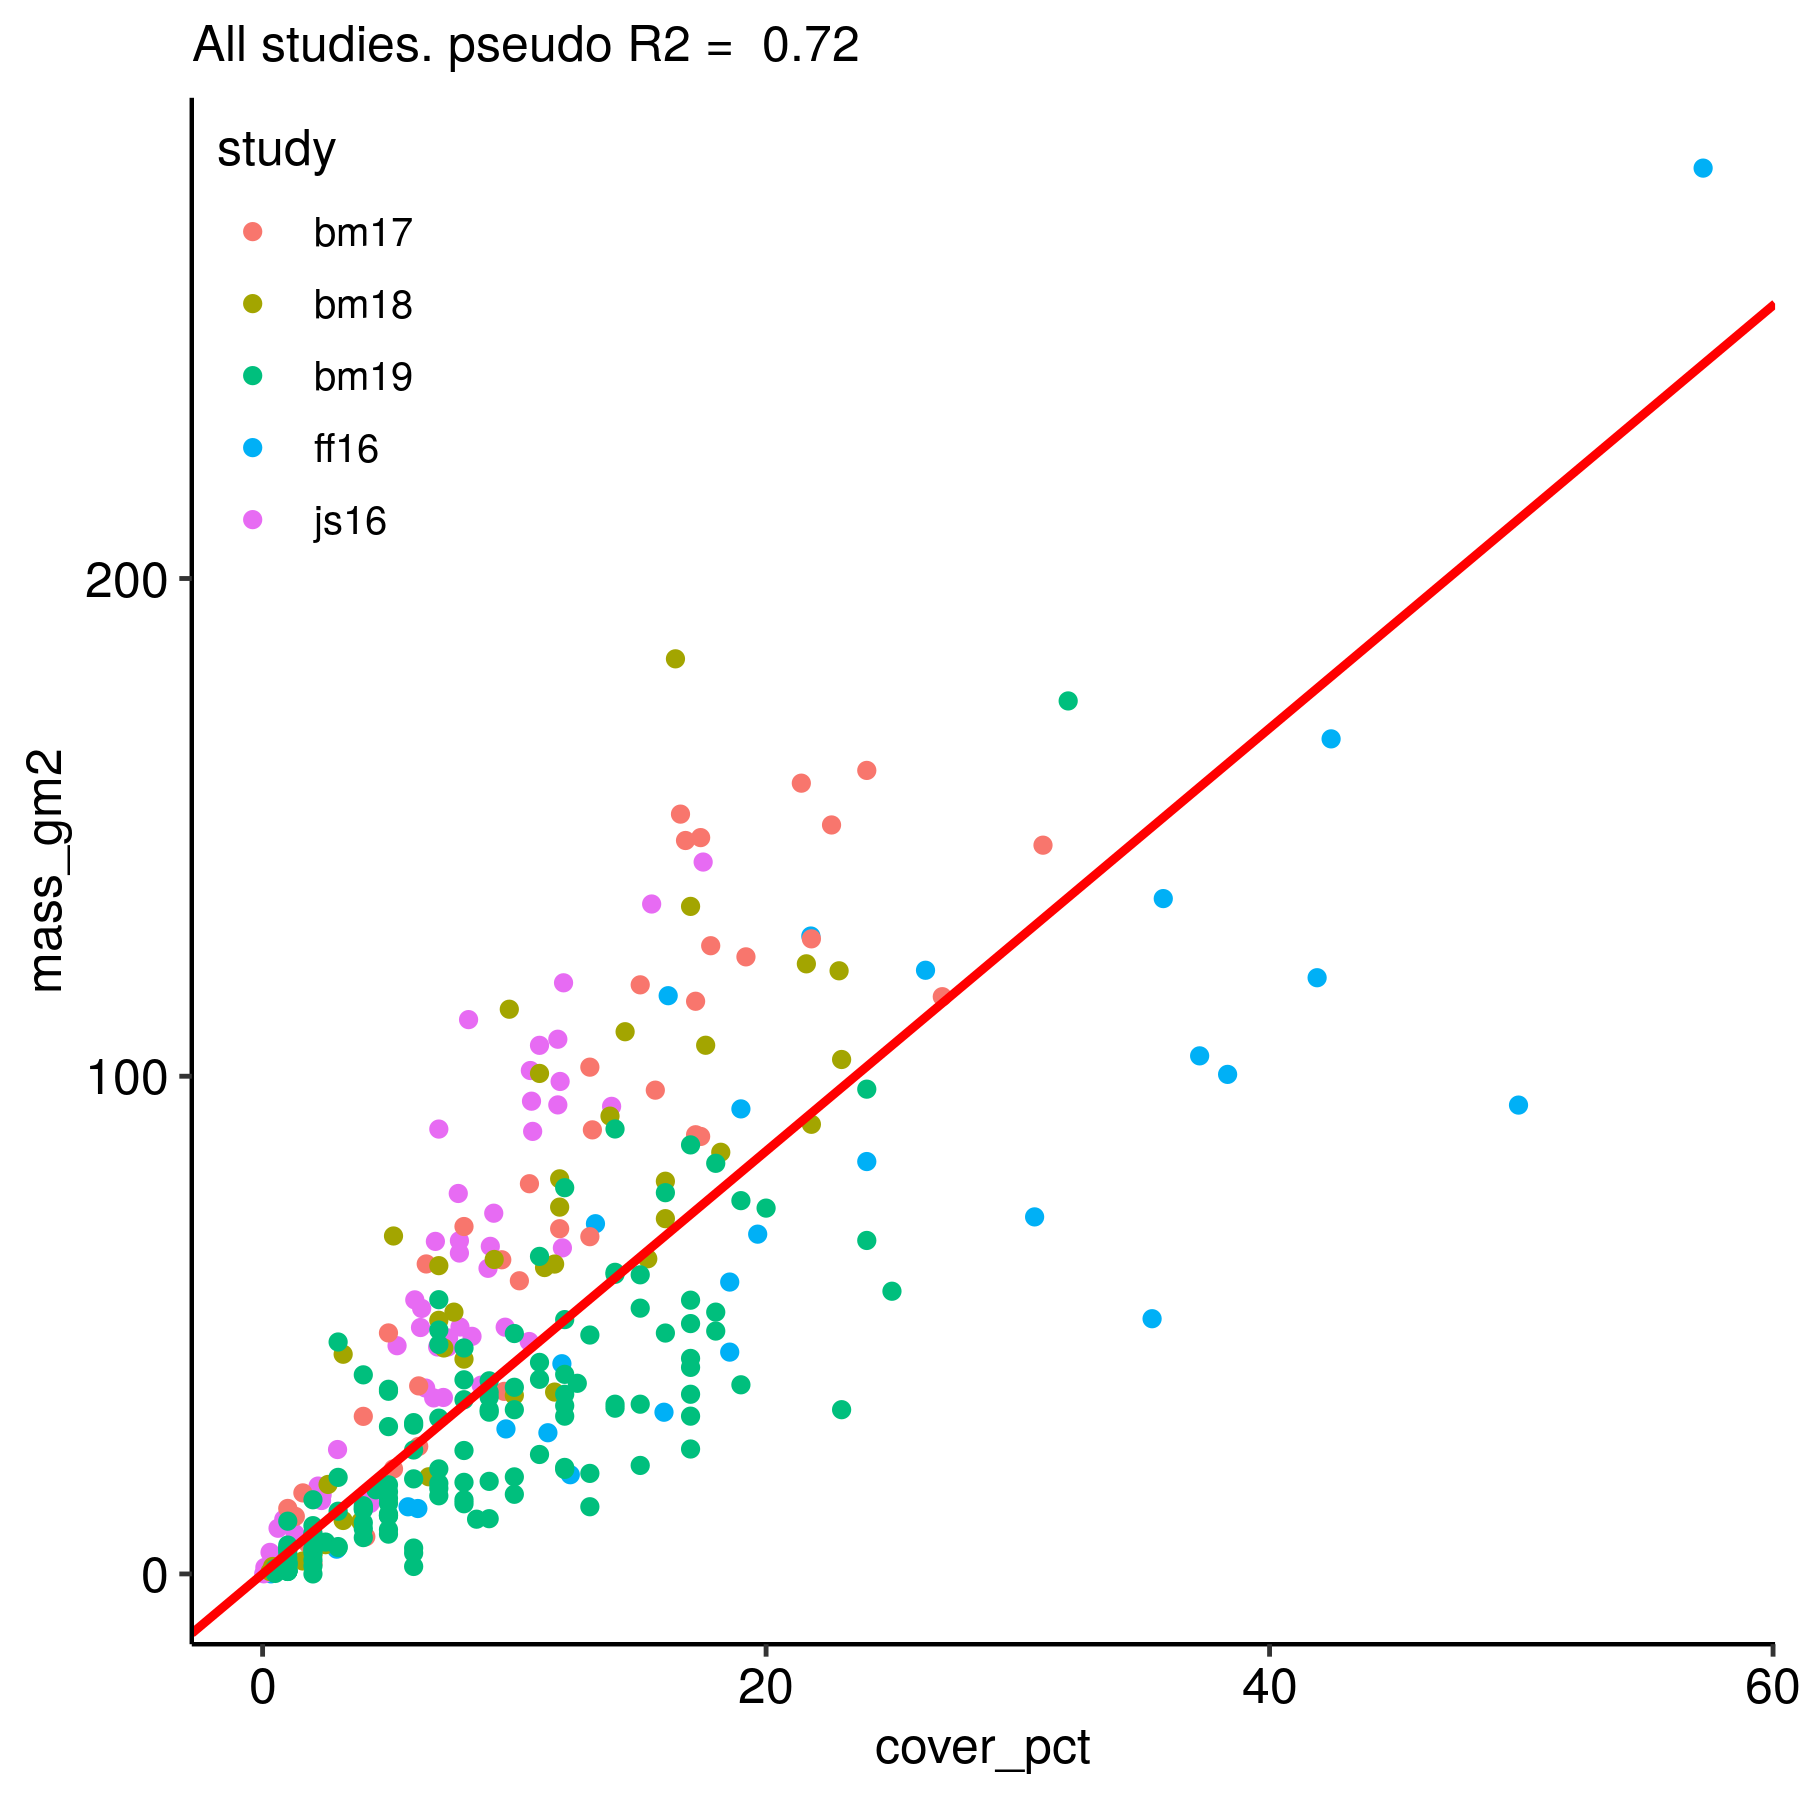 All studies. pseudo R2 =  0.72
study
bm17
bm18
bm19
ff16
js16
200
100
0
mass_gm2
0 20 40 60
cover_pct